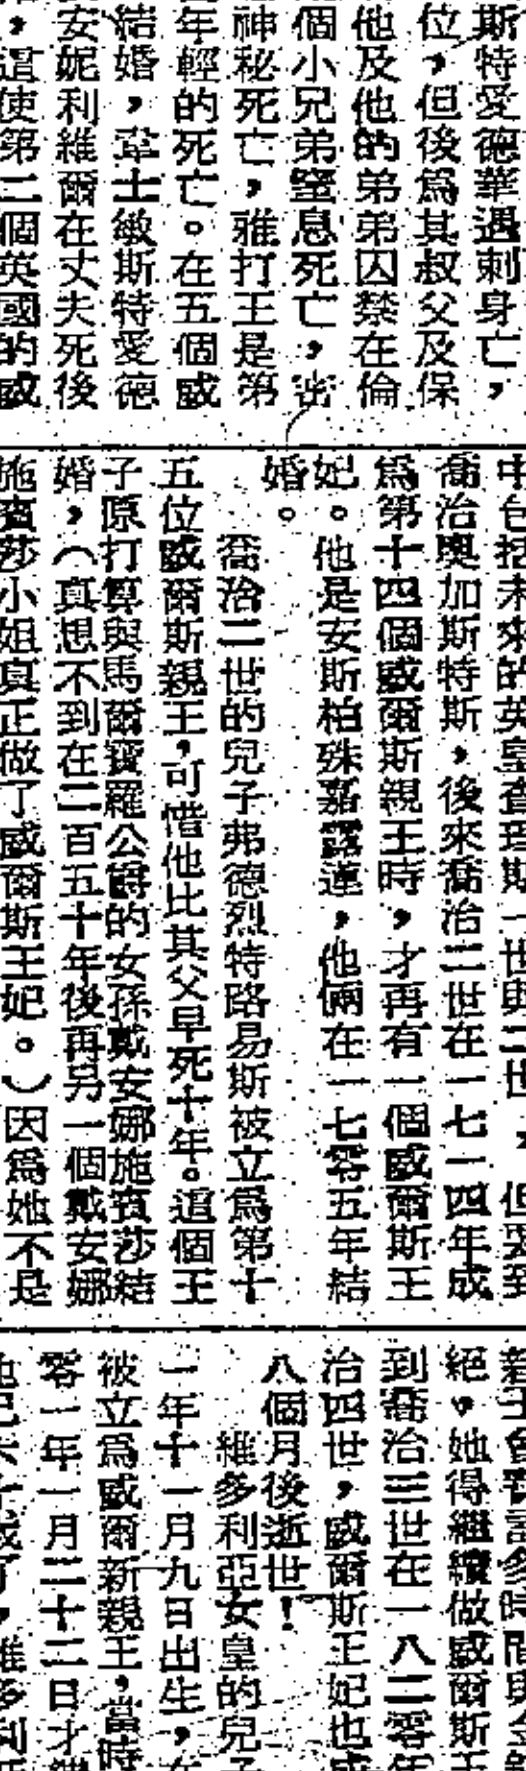 斯特愛德華遇刺身亡，
位，但後為其叔父及保
他及他的弟弟囚禁在倫
個小兄弟窒息死亡，密
神秘死亡，雅打王是第
年輕的死亡。在五個威
結婚，韋士敏斯特愛德
安妮利維爾在丈夫死後
，這使第二個英國的威
中包括未來的英皇查理斯一世與二世，但要到
喬治奧加斯特斯，後來喬治二世在一七一四年成
為第十四個威爾斯親王時，才再有一個威爾斯王
妃。他是安斯柏殊嘉露蓮，他倆在一七零五年結
婚。
喬治二世的兒子弗德烈特路易斯被立為第十
五位威爾斯親王，可惜他比其父早死十年。這個王
子原打算與馬爾寶羅公爵的女孫戴安娜施賓莎結
婚，（真想不到在二百五十年後再另一個戴安娜
施賓莎小姐真正做了威爾斯王妃。）因為她不是
絕，她得繼續做威爾斯王
到喬治三世在一八二零年
治四世，威爾斯王妃也成
八個月後逝世！
維多利亞女皇的兒子
一年十一月九日出生，在
被立為威爾新親王，當時
零一年一月二十二日才